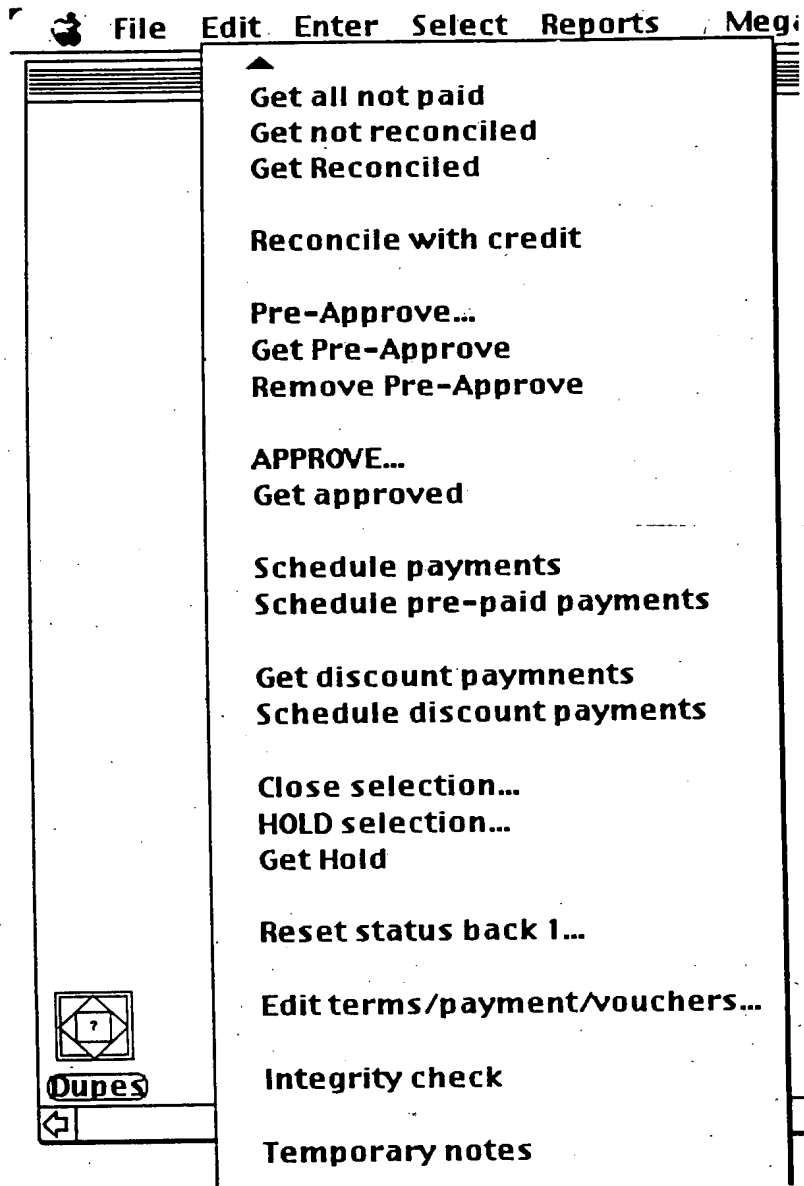 File Edit Enter Select Reports Meg
Get all not paid
Get not reconciled
Get Reconciled
Reconcile with credit
Pre-Approve...
Get Pre-Approve
Remove Pre-Approve
APPROVE...
Get approved
Schedule payments
Schedule pre-paid payments
Get discount paymnents
Schedule discount payments
Close selection...
HOLD selection...
Get Hold
Reset status back 1...
Edit terms/payment/vouchers...
?
Integrity check
Dupes
Temporary notes